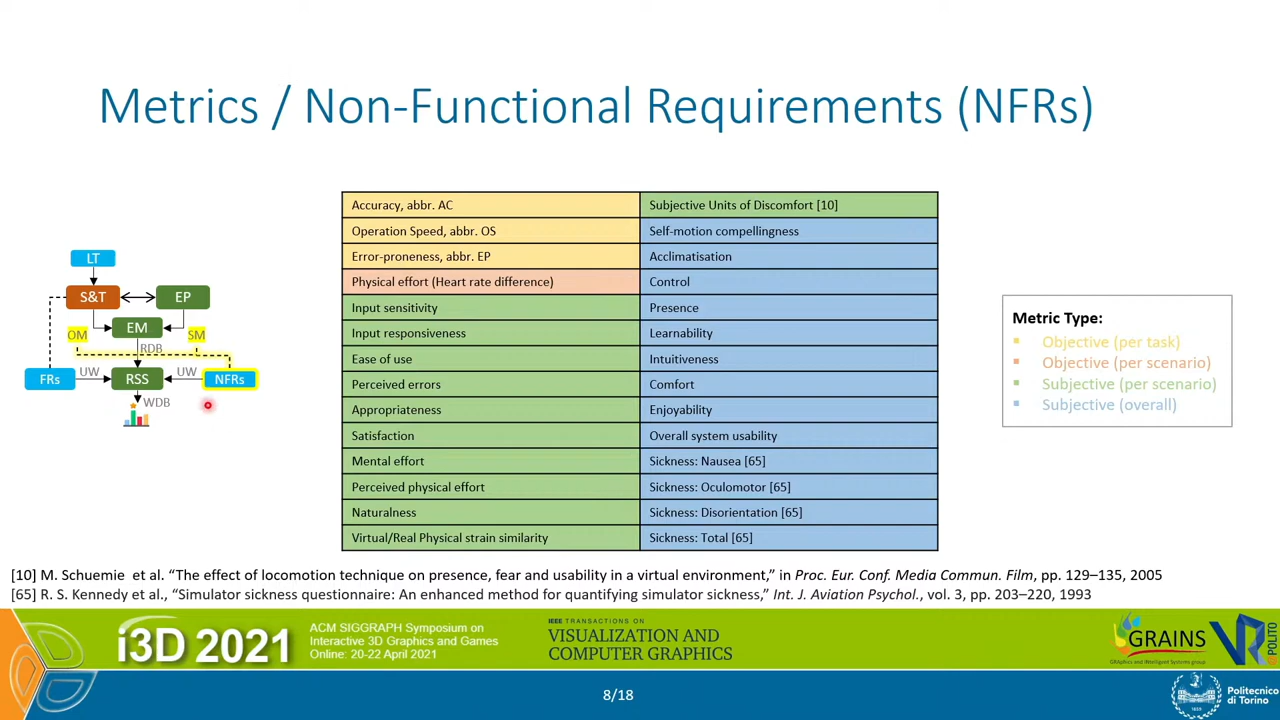 Metrics / Non-Functional Requirements (NFRs)
LT
S&T
EP
EM
OM
SM
RDB
FRs
UW
RSS
UW
NFRs
WDB
Accuracy, abbr. AC
Subjective Units of Discomfort [10]
Operation Speed, abbr. OS
Self-motion compellingness
Error-proneness, abbr. EP
Acclimatisation
Physical effort (Heart rate difference)
Control
Input sensitivity
Presence
Input responsiveness
Learnability
Ease of use
Intuitiveness
Perceived errors
Comfort
Appropriateness
Enjoyability
Satisfaction
Overall system usability
Mental effort
Sickness: Nausea [65]
Perceived physical effort
Sickness: Oculomotor [65]
Naturalness
Sickness: Disorientation [65]
Virtual/Real Physical strain similarity
Sickness: Total [65]
Metric Type:
Objective (per task)
Objective (per scenario)
Subjective (per scenario)
Subjective (overall)
[10] M. Schuemie et al. “The effect of locomotion technique on presence, fear and usability in a virtual environment,” in Proc. Eur. Conf. Media Commun. Film, pp. 129–135, 2005
[65] R. S. Kennedy et al., “Simulator sickness questionnaire: An enhanced method for quantifying simulator sickness,” Int. J. Aviation Psychol., vol. 3, pp. 203–220, 1993
i3D 2021
ACM SIGGRAPH Symposium on
Interactive 3D Graphics and Games
Online: 20-22 April 2021
IEEE TRANSACTIONS ON
VISUALIZATION AND
COMPUTER GRAPHICS
GRAINS
GRAphics and INtelligent Systems group
VR
@POLITO
8/18
Politecnico
di Torino